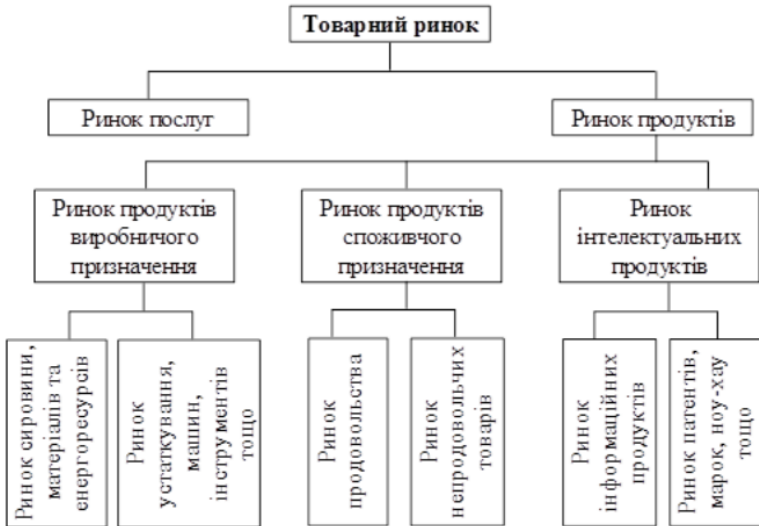 Товарний ринок
Ринок послуг
Ринок продуктів
Ринок продуктів
виробничого
призначення
Ринок продуктів
споживчого
призначення
Ринок
інтелектуальних
продуктів
Ринок сировини,
матеріалів та
енергоресурсів
Ринок
устаткування,
машин,
інструментів
тощо
Ринок
продовольства
Ринок
непродовольчих
товарів
Ринок
інформаційних
продуктів
Ринок патентів,
марок, ноу-хау
тощо